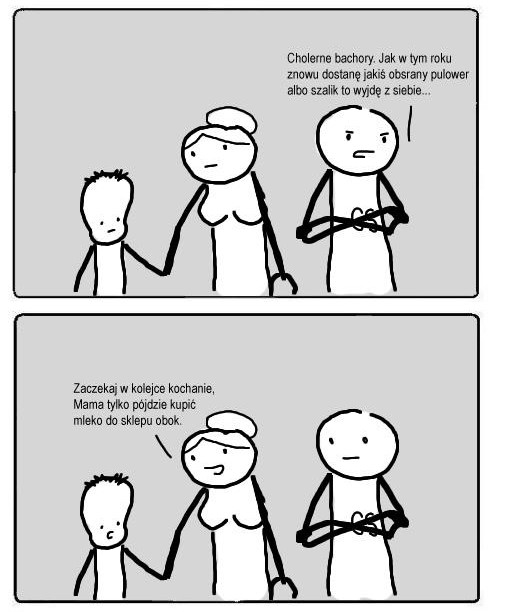 Cholerne bachory. Jak w tym roku
znowu dostanę jakiś obsrany pulower
albo szalik to wyjdę z siebie...
Zaczekaj w kolejce kochanie,
Mama tylko pójdzie kupić
mleko do sklepu obok.